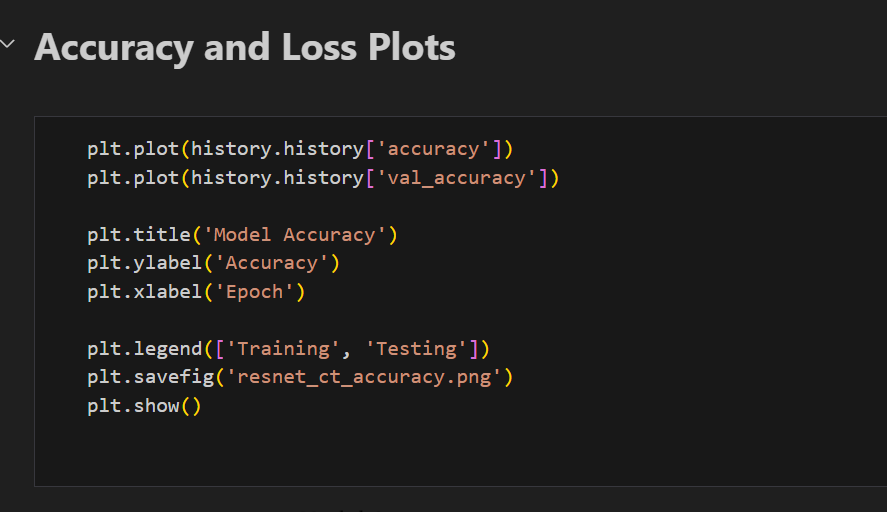 Accuracy and Loss Plots
plt.plot(history.history['accuracy'])
plt.plot(history.history['val_accuracy'])
plt.title('Model Accuracy')
plt.ylabel('Accuracy')
plt.xlabel('Epoch')
plt.legend(['Training', 'Testing'])
plt.savefig('resnet_ct_accuracy.png')
plt.show()